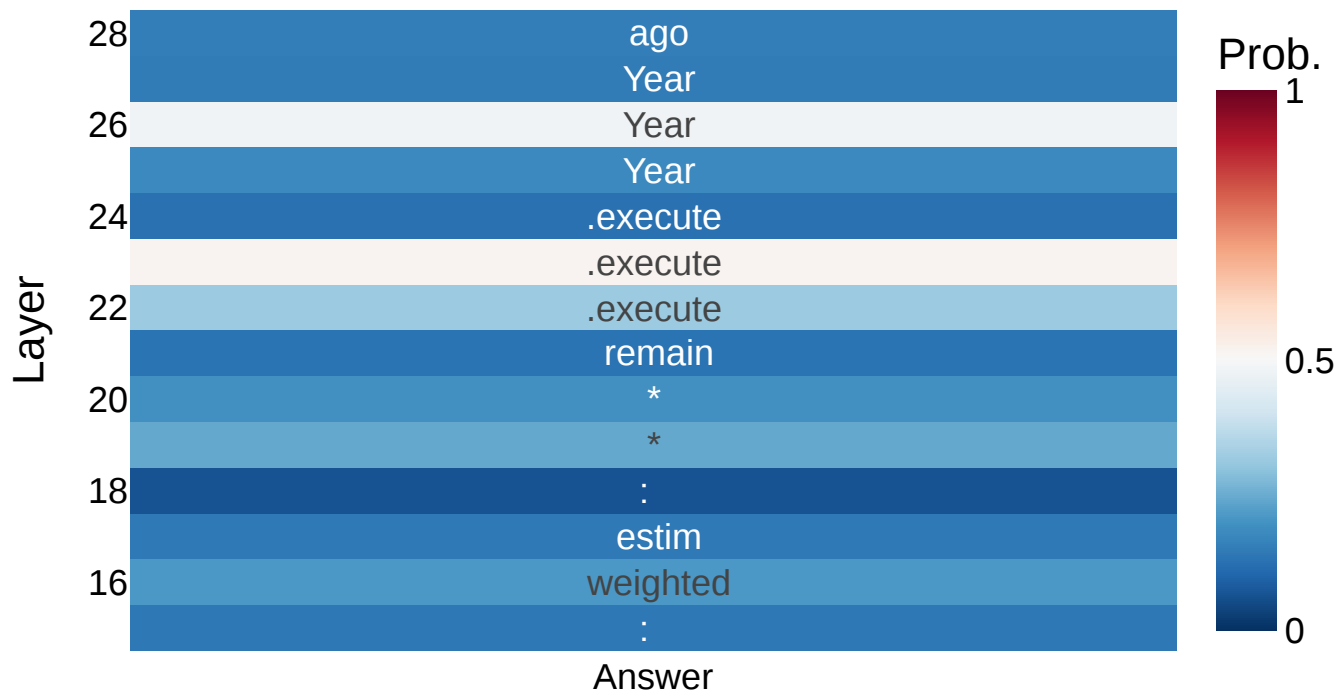 28 ago
Year
26 Year
Year
24 .execute
.execute
22 .execute
remain
20 *
*
18 :
estim
16 weighted
:
Answer
Layer
Prob.
1
0.5
0